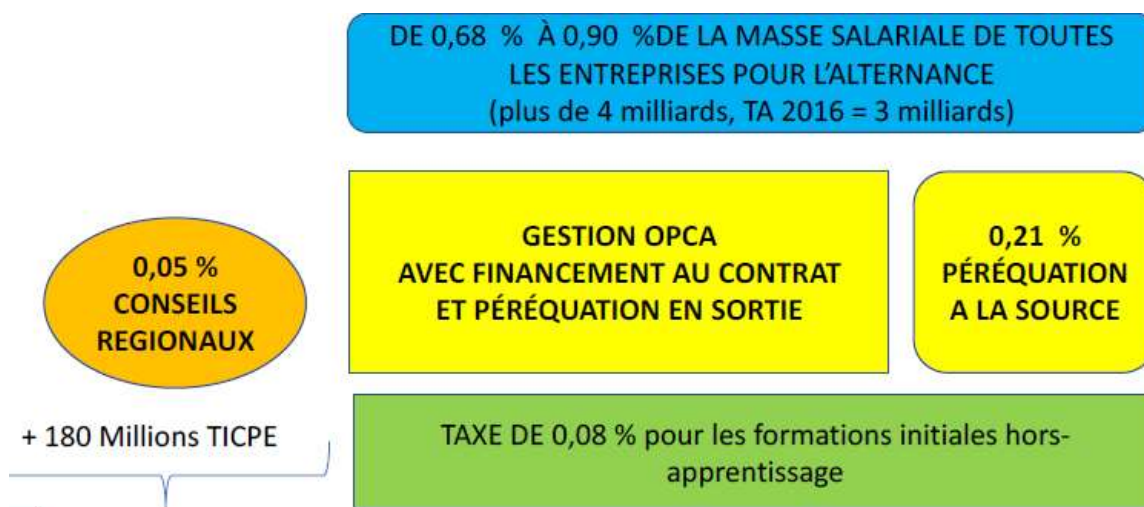 DE 0,68 % À 0,90 %DE LA MASSE SALARIALE DE TOUTES
LES ENTREPRISES POUR L’ALTERNANCE
(plus de 4 milliards, TA 2016 = 3 milliards)
0,05 %
CONSEILS
REGIONAUX
GESTION OPCA
AVEC FINANCEMENT AU CONTRAT
ET PÉRÉQUATION EN SORTIE
0,21 %
PÉRÉQUATION
A LA SOURCE
+ 180 Millions TICPE
TAXE DE 0,08 % pour les formations initiales hors-
apprentissage